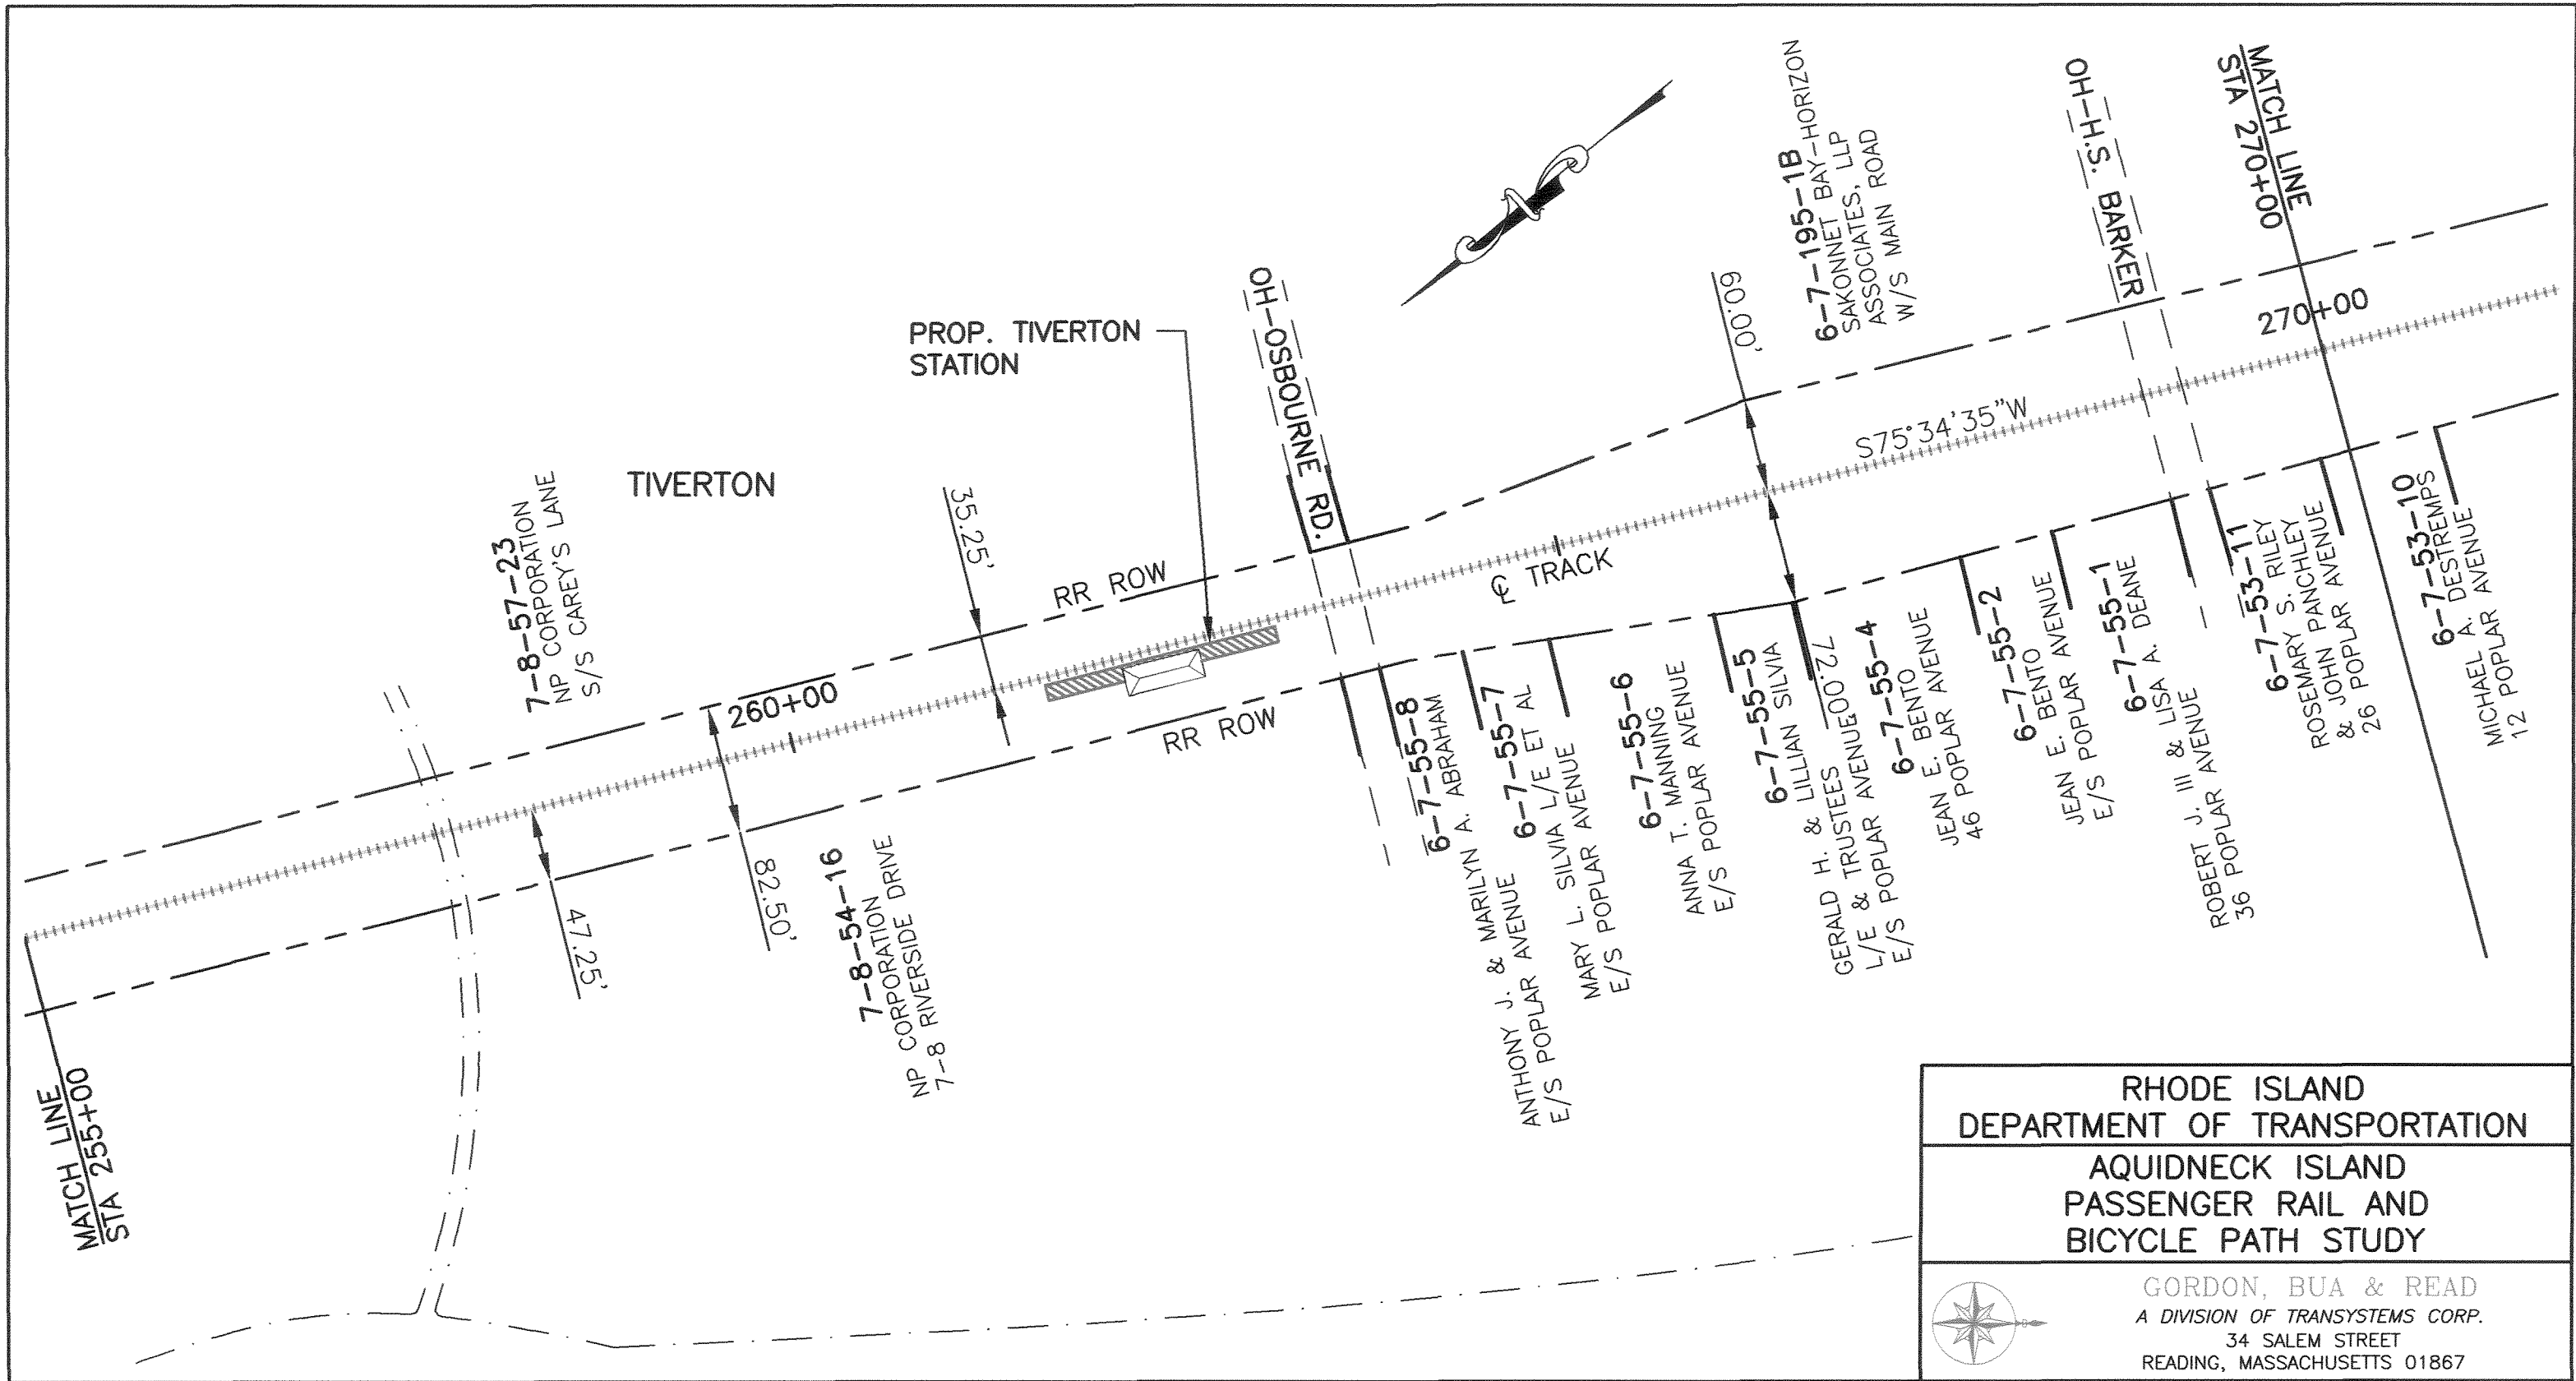 MATCH LINE
STA 255+00
7-8-57-23
NP CORPORATION
S/S CAREY'S LANE
TIVERTON
260+00
47.25'
82.50'
7-8-54-16
NP CORPORATION
7-8 RIVERSIDE DRIVE
35.25'
PROP. TIVERTON
STATION
RR ROW
RR ROW
OH-OSBOURNE RD.
℄ TRACK
60.00'
72.00'
S75°34'35"W
6-7-195-1B
SAKONNET BAY-HORIZON
ASSOCIATES, LLP
W/S MAIN ROAD
OH-H.S. BARKER
MATCH LINE
STA 270+00
270+00
6-7-55-8
ANTHONY J. & MARILYN A. ABRAHAM
E/S POPLAR AVENUE
6-7-55-7
MARY L. SILVIA L/E ET AL
E/S POPLAR AVENUE
6-7-55-6
ANNA T. MANNING
E/S POPLAR AVENUE
6-7-55-5
GERALD H. & LILLIAN SILVIA
L/E & TRUSTEES
E/S POPLAR AVENUE
6-7-55-4
JEAN E. BENTO
46 POPLAR AVENUE
6-7-55-2
JEAN E. BENTO
E/S POPLAR AVENUE
6-7-55-1
ROBERT J. III & LISA A. DEANE
36 POPLAR AVENUE
6-7-53-11
ROSEMARY S. RILEY
& JOHN PANCHLEY
26 POPLAR AVENUE
6-7-53-10
MICHAEL A. DESTREMPS
12 POPLAR AVENUE
RHODE ISLAND
DEPARTMENT OF TRANSPORTATION
AQUIDNECK ISLAND
PASSENGER RAIL AND
BICYCLE PATH STUDY
GORDON, BUA & READ
A DIVISION OF TRANSYSTEMS CORP.
34 SALEM STREET
READING, MASSACHUSETTS 01867